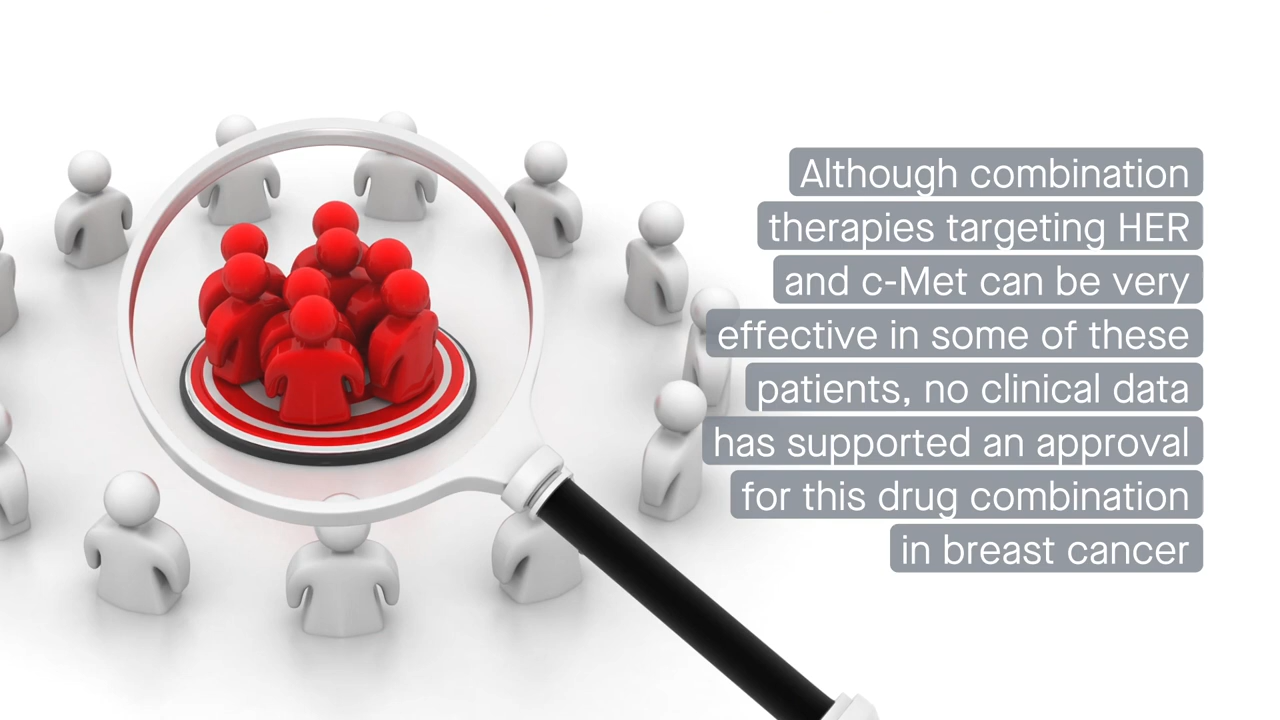 Although combination
therapies targeting HER
and c-Met can be very
effective in some of these
patients, no clinical data
has supported an approval
for this drug combination
in breast cancer